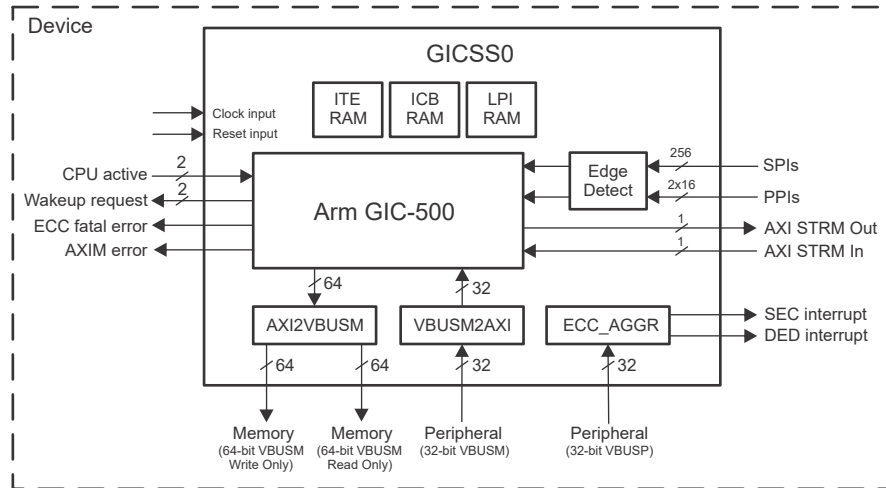 Device
GICSS0
ITE
RAM
ICB
RAM
LPI
RAM
Clock input
Reset input
CPU active
2
Wakeup request
2
ECC fatal error
AXIM error
Arm GIC-500
Edge
Detect
256
SPIs
2x16
PPIs
1
AXI STRM Out
1
AXI STRM In
64
32
AXI2VBUSM
VBUSM2AXI
ECC_AGGR
SEC interrupt
DED interrupt
64
64
32
32
Memory
(64-bit VBUSM
Write Only)
Memory
(64-bit VBUSM
Read Only)
Peripheral
(32-bit VBUSM)
Peripheral
(32-bit VBUSP)